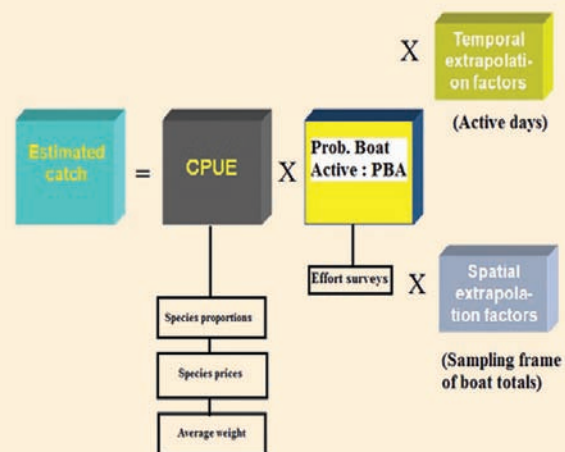 Estimated
catch
=
CPUE
X
Prob. Boat
Active : PBA
X
Temporal
extrapolati-
on factors
(Active days)
Effort surveys
X
Spatial
extrapola-
tion factors
(Sampling frame
of boat totals)
Species proportions
Species prices
Average weight